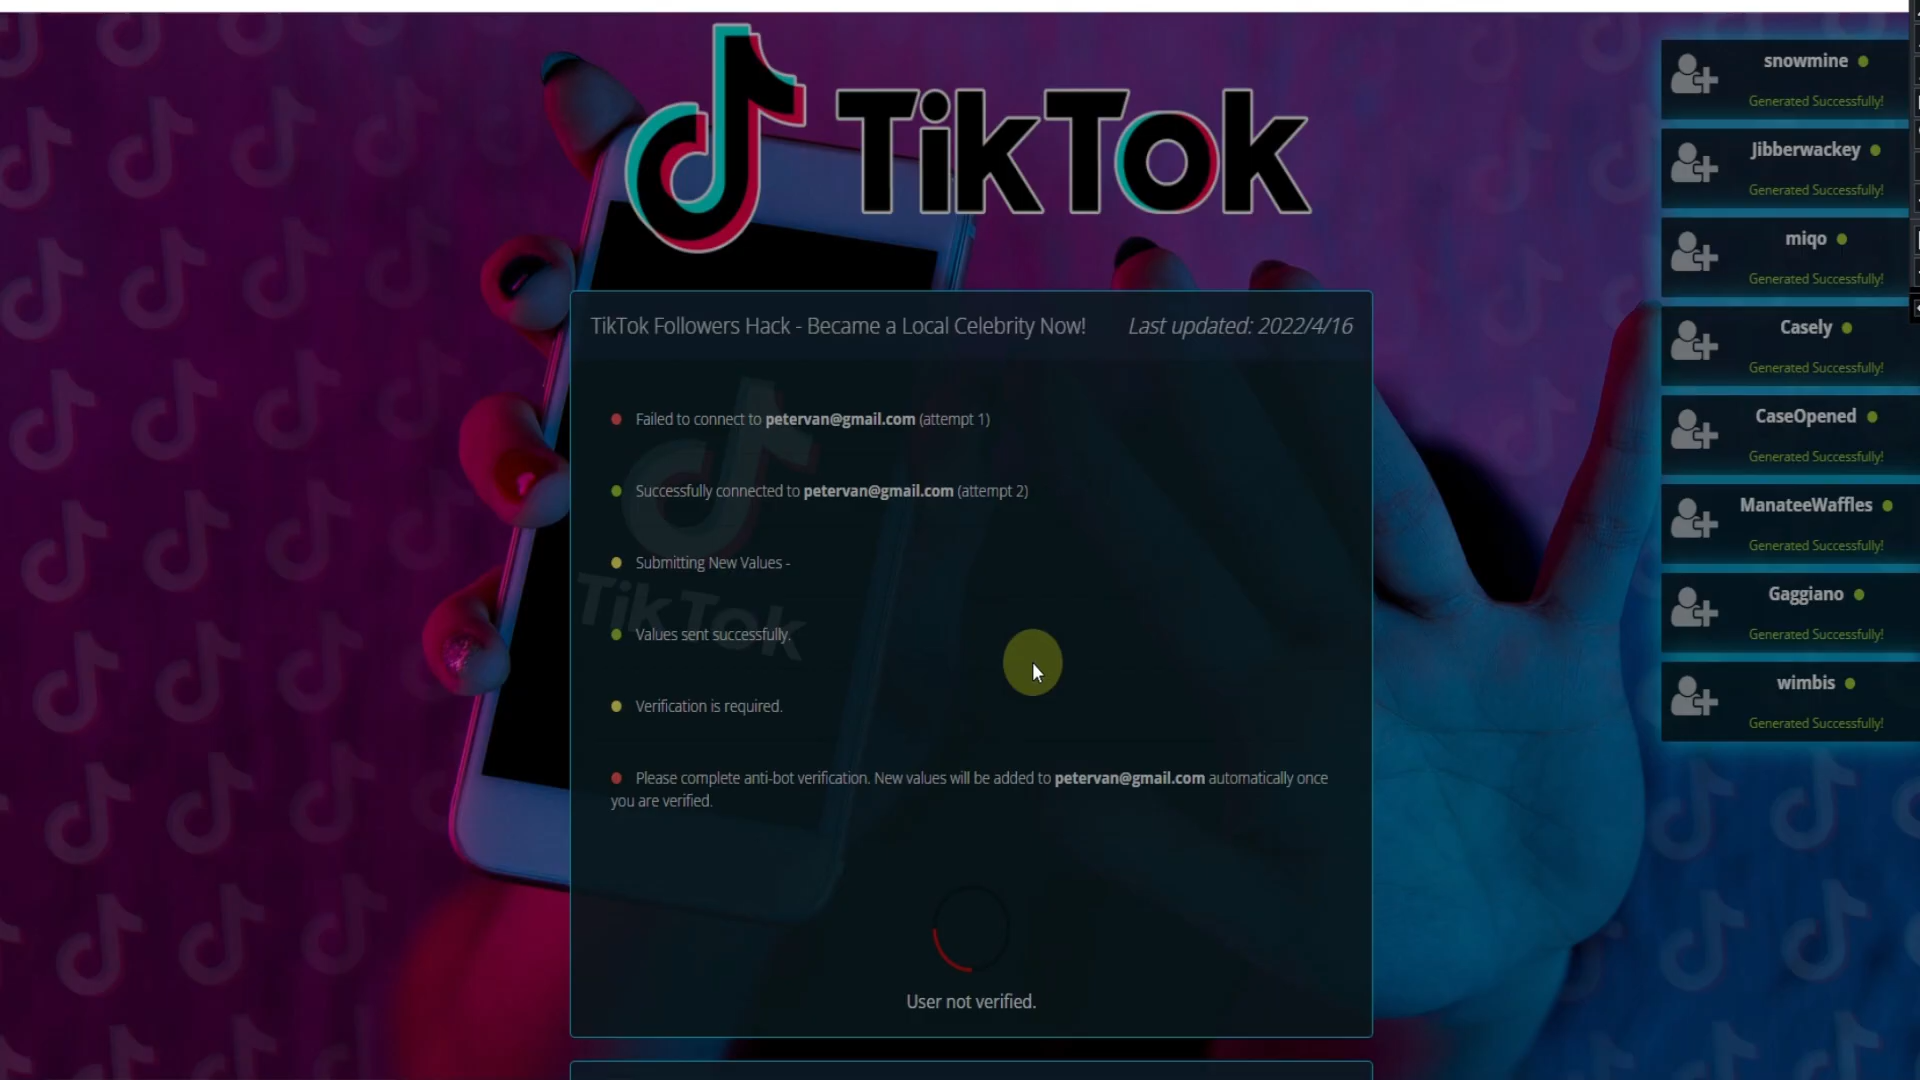 TikTok
TikTok Followers Hack - Became a Local Celebrity Now! Last updated: 2022/4/16
Failed to connect to petervan@gmail.com (attempt 1)
Successfully connected to petervan@gmail.com (attempt 2)
Submitting New Values -
TikTok
Values sent successfully.
Verification is required.
Please complete anti-bot verification. New values will be added to petervan@gmail.com automatically once
you are verified.
User not verified.
snowmine
Generated Successfully!
Jibberwackey
Generated Successfully!
miqo
Generated Successfully!
Casely
Generated Successfully!
CaseOpened
Generated Successfully!
ManateeWaffles
Generated Successfully!
Gaggiano
Generated Successfully!
wimbis
Generated Successfully!